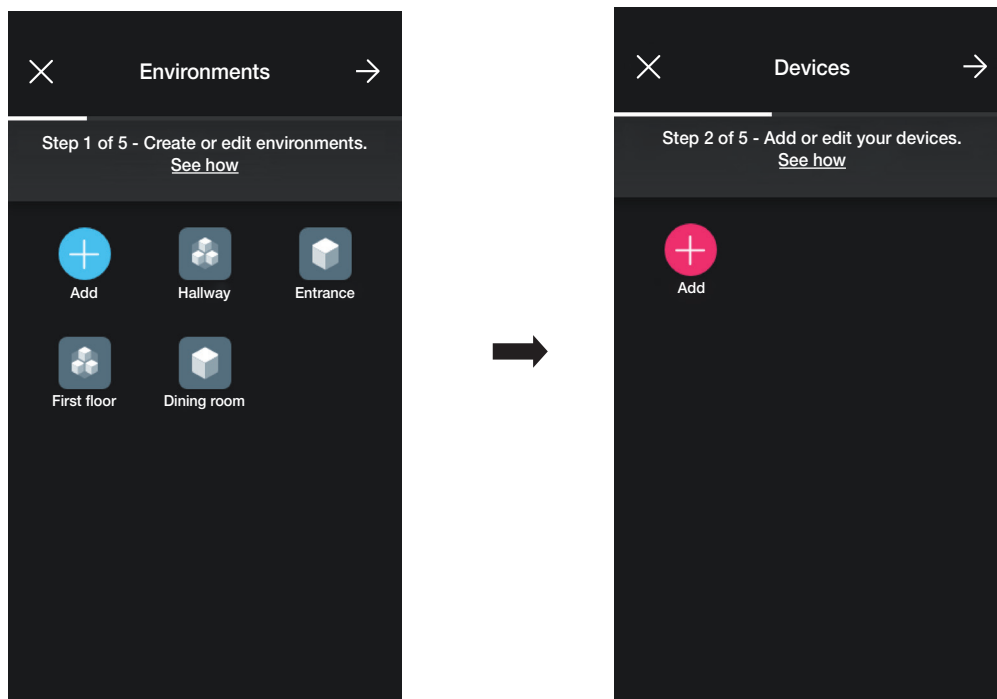 Environments
Step 1 of 5 - Create or edit environments.
See how
Add
Hallway
Entrance
First floor
Dining room
Devices
Step 2 of 5 - Add or edit your devices.
See how
Add